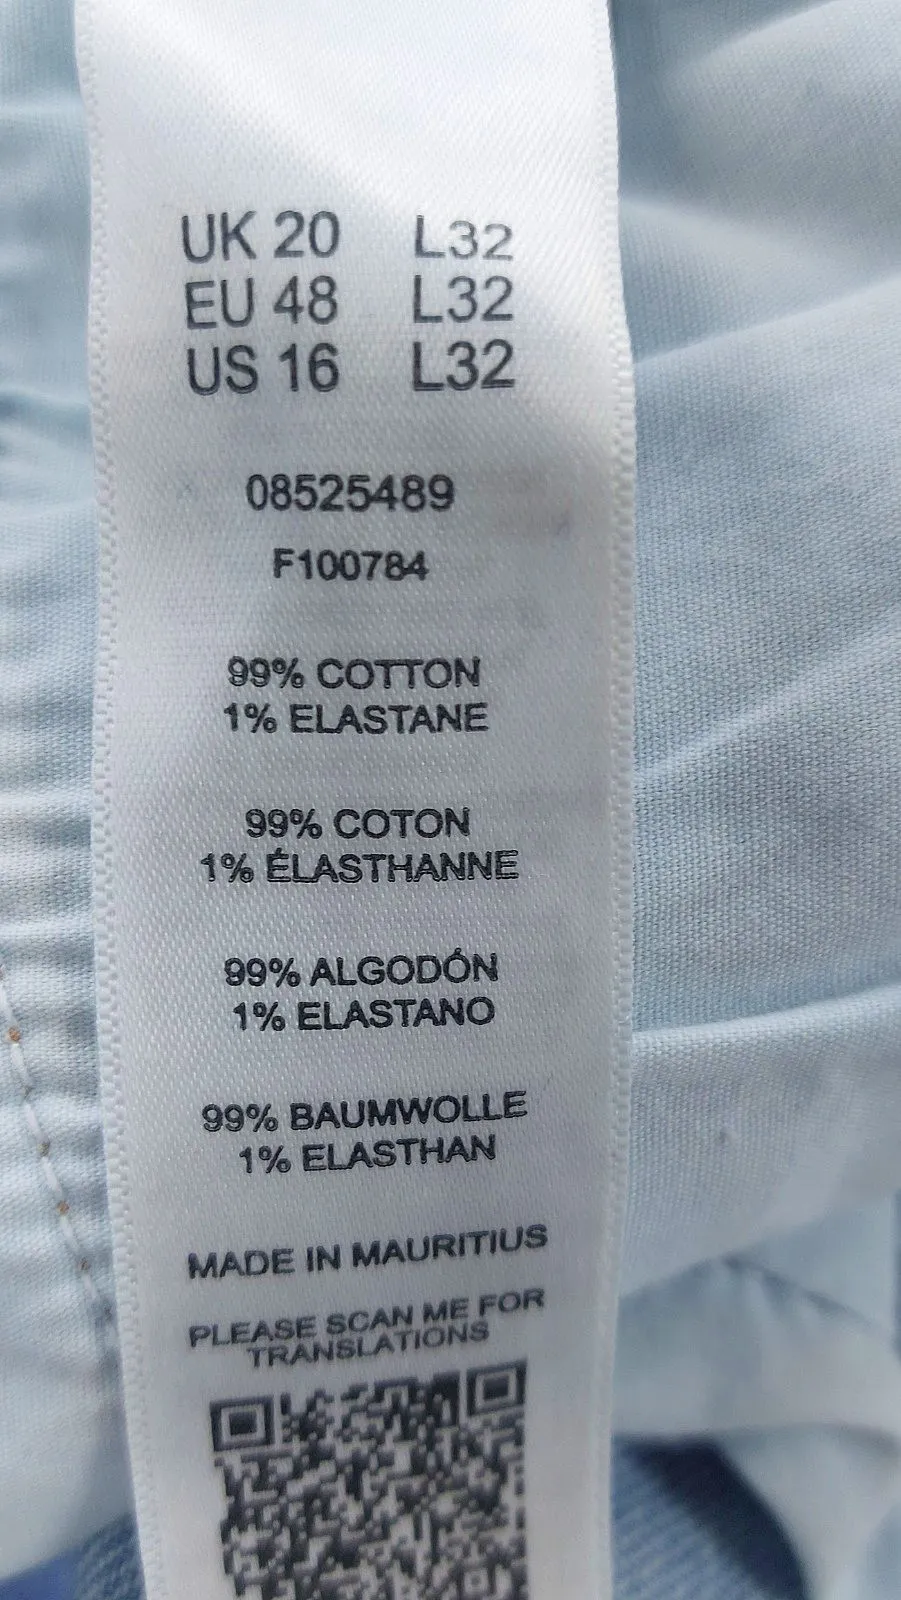 UK 20 L32
EU 48 L32
US 16 L32
08525489
F100784
99% COTTON
1% ELASTANE
99% COTON
1% ÉLASTHANNE
99% ALGODÓN
1% ELASTANO
99% BAUMWOLLE
1% ELASTHAN
MADE IN MAURITIUS
PLEASE SCAN ME FOR
TRANSLATIONS